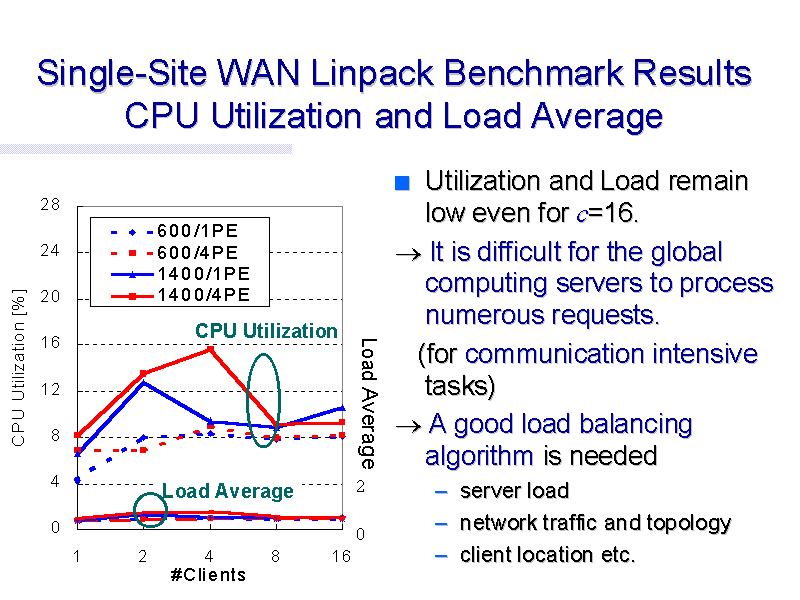 Single-Site WAN Linpack Benchmark Results
CPU Utilization and Load Average
28
24
20
16
12
8
4
0
CPU Utilization [%]
600/1PE
600/4PE
1400/1PE
1400/4PE
CPU Utilization
Load Average
Load Average
2
0
1 2 4 8 16
#Clients
■ Utilization and Load remain
low even for c=16.
→ It is difficult for the global
computing servers to process
numerous requests.
(for communication intensive
tasks)
→ A good load balancing
algorithm is needed
– server load
– network traffic and topology
– client location etc.